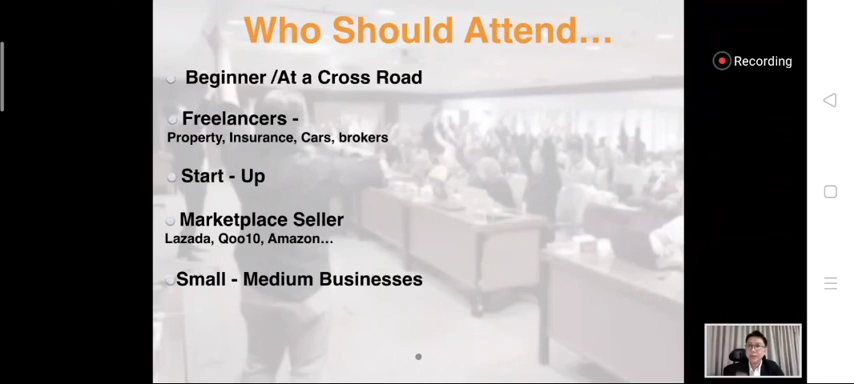 Who Should Attend...
Beginner /At a Cross Road
Freelancers -
Property, Insurance, Cars, brokers
Start - Up
Marketplace Seller
Lazada, Qoo10, Amazon...
Small - Medium Businesses
Recording